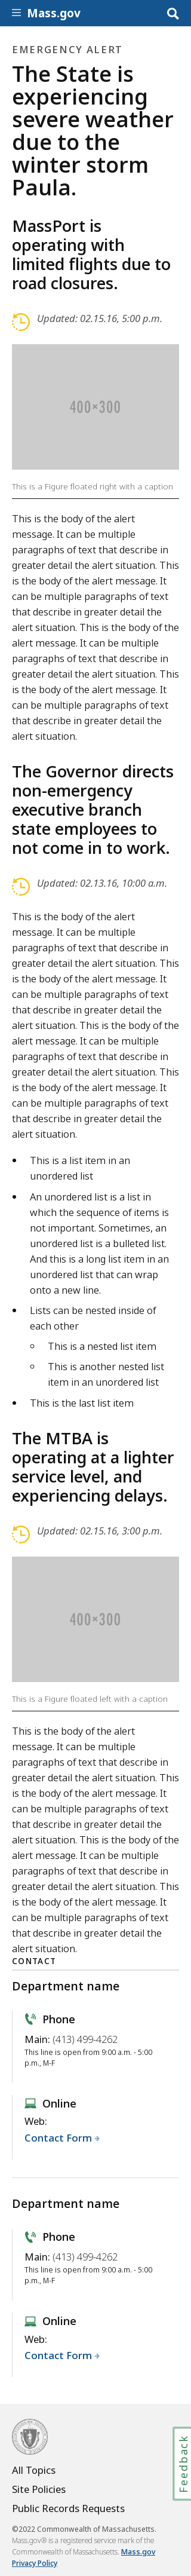 Mass.gov
EMERGENCY ALERT
The State is
experiencing
severe weather
due to the
winter storm
Paula.
MassPort is
operating with
limited flights due to
road closures.
Updated: 02.15.16, 5:00 p.m.
400×300
This is a Figure floated right with a caption
This is the body of the alert
message. It can be multiple
paragraphs of text that describe in
greater detail the alert situation. This
is the body of the alert message. It
can be multiple paragraphs of text
that describe in greater detail the
alert situation. This is the body of the
alert message. It can be multiple
paragraphs of text that describe in
greater detail the alert situation. This
is the body of the alert message. It
can be multiple paragraphs of text
that describe in greater detail the
alert situation.
The Governor directs
non-emergency
executive branch
state employees to
not come in to work.
Updated: 02.13.16, 10:00 a.m.
This is the body of the alert
message. It can be multiple
paragraphs of text that describe in
greater detail the alert situation. This
is the body of the alert message. It
can be multiple paragraphs of text
that describe in greater detail the
alert situation. This is the body of the
alert message. It can be multiple
paragraphs of text that describe in
greater detail the alert situation. This
is the body of the alert message. It
can be multiple paragraphs of text
that describe in greater detail the
alert situation.
• This is a list item in an
unordered list
• An unordered list is a list in
which the sequence of items is
not important. Sometimes, an
unordered list is a bulleted list.
And this is a long list item in an
unordered list that can wrap
onto a new line.
• Lists can be nested inside of
each other
○ This is a nested list item
○ This is another nested list
item in an unordered list
• This is the last list item
The MTBA is
operating at a lighter
service level, and
experiencing delays.
Updated: 02.15.16, 3:00 p.m.
400×300
This is a Figure floated left with a caption
This is the body of the alert
message. It can be multiple
paragraphs of text that describe in
greater detail the alert situation. This
is the body of the alert message. It
can be multiple paragraphs of text
that describe in greater detail the
alert situation. This is the body of the
alert message. It can be multiple
paragraphs of text that describe in
greater detail the alert situation. This
is the body of the alert message. It
can be multiple paragraphs of text
that describe in greater detail the
alert situation.
CONTACT
Department name
Phone
Main: (413) 499-4262
This line is open from 9:00 a.m. - 5:00
p.m., M-F
Online
Web:
Contact Form
Department name
Phone
Main: (413) 499-4262
This line is open from 9:00 a.m. - 5:00
p.m., M-F
Online
Web:
Contact Form
Feedback
All Topics
Site Policies
Public Records Requests
©2022 Commonwealth of Massachusetts.
Mass.gov® is a registered service mark of the
Commonwealth of Massachusetts. Mass.gov
Privacy Policy